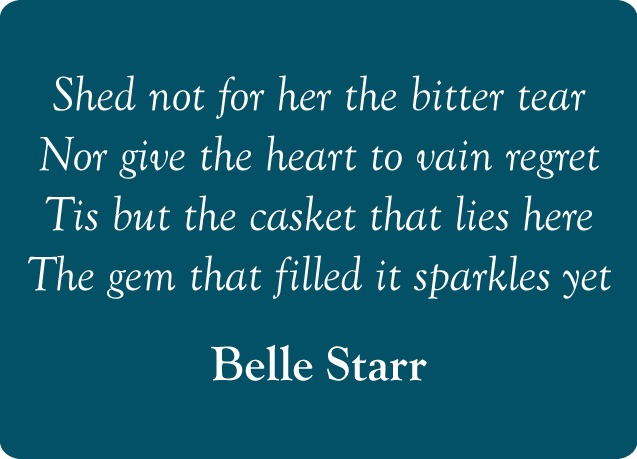 Shed not for her the bitter tear
Nor give the heart to vain regret
Tis but the casket that lies here
The gem that filled it sparkles yet
Belle Starr